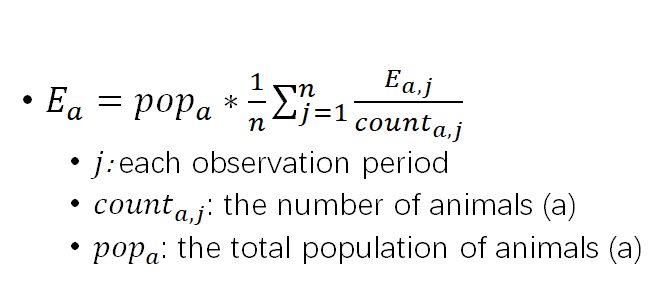 • E_a = pop_a * 1/n ∑_{j=1}^{n} E_{a,j}/count_{a,j}
• j:each observation period
• count_{a,j}: the number of animals (a)
• pop_a: the total population of animals (a)